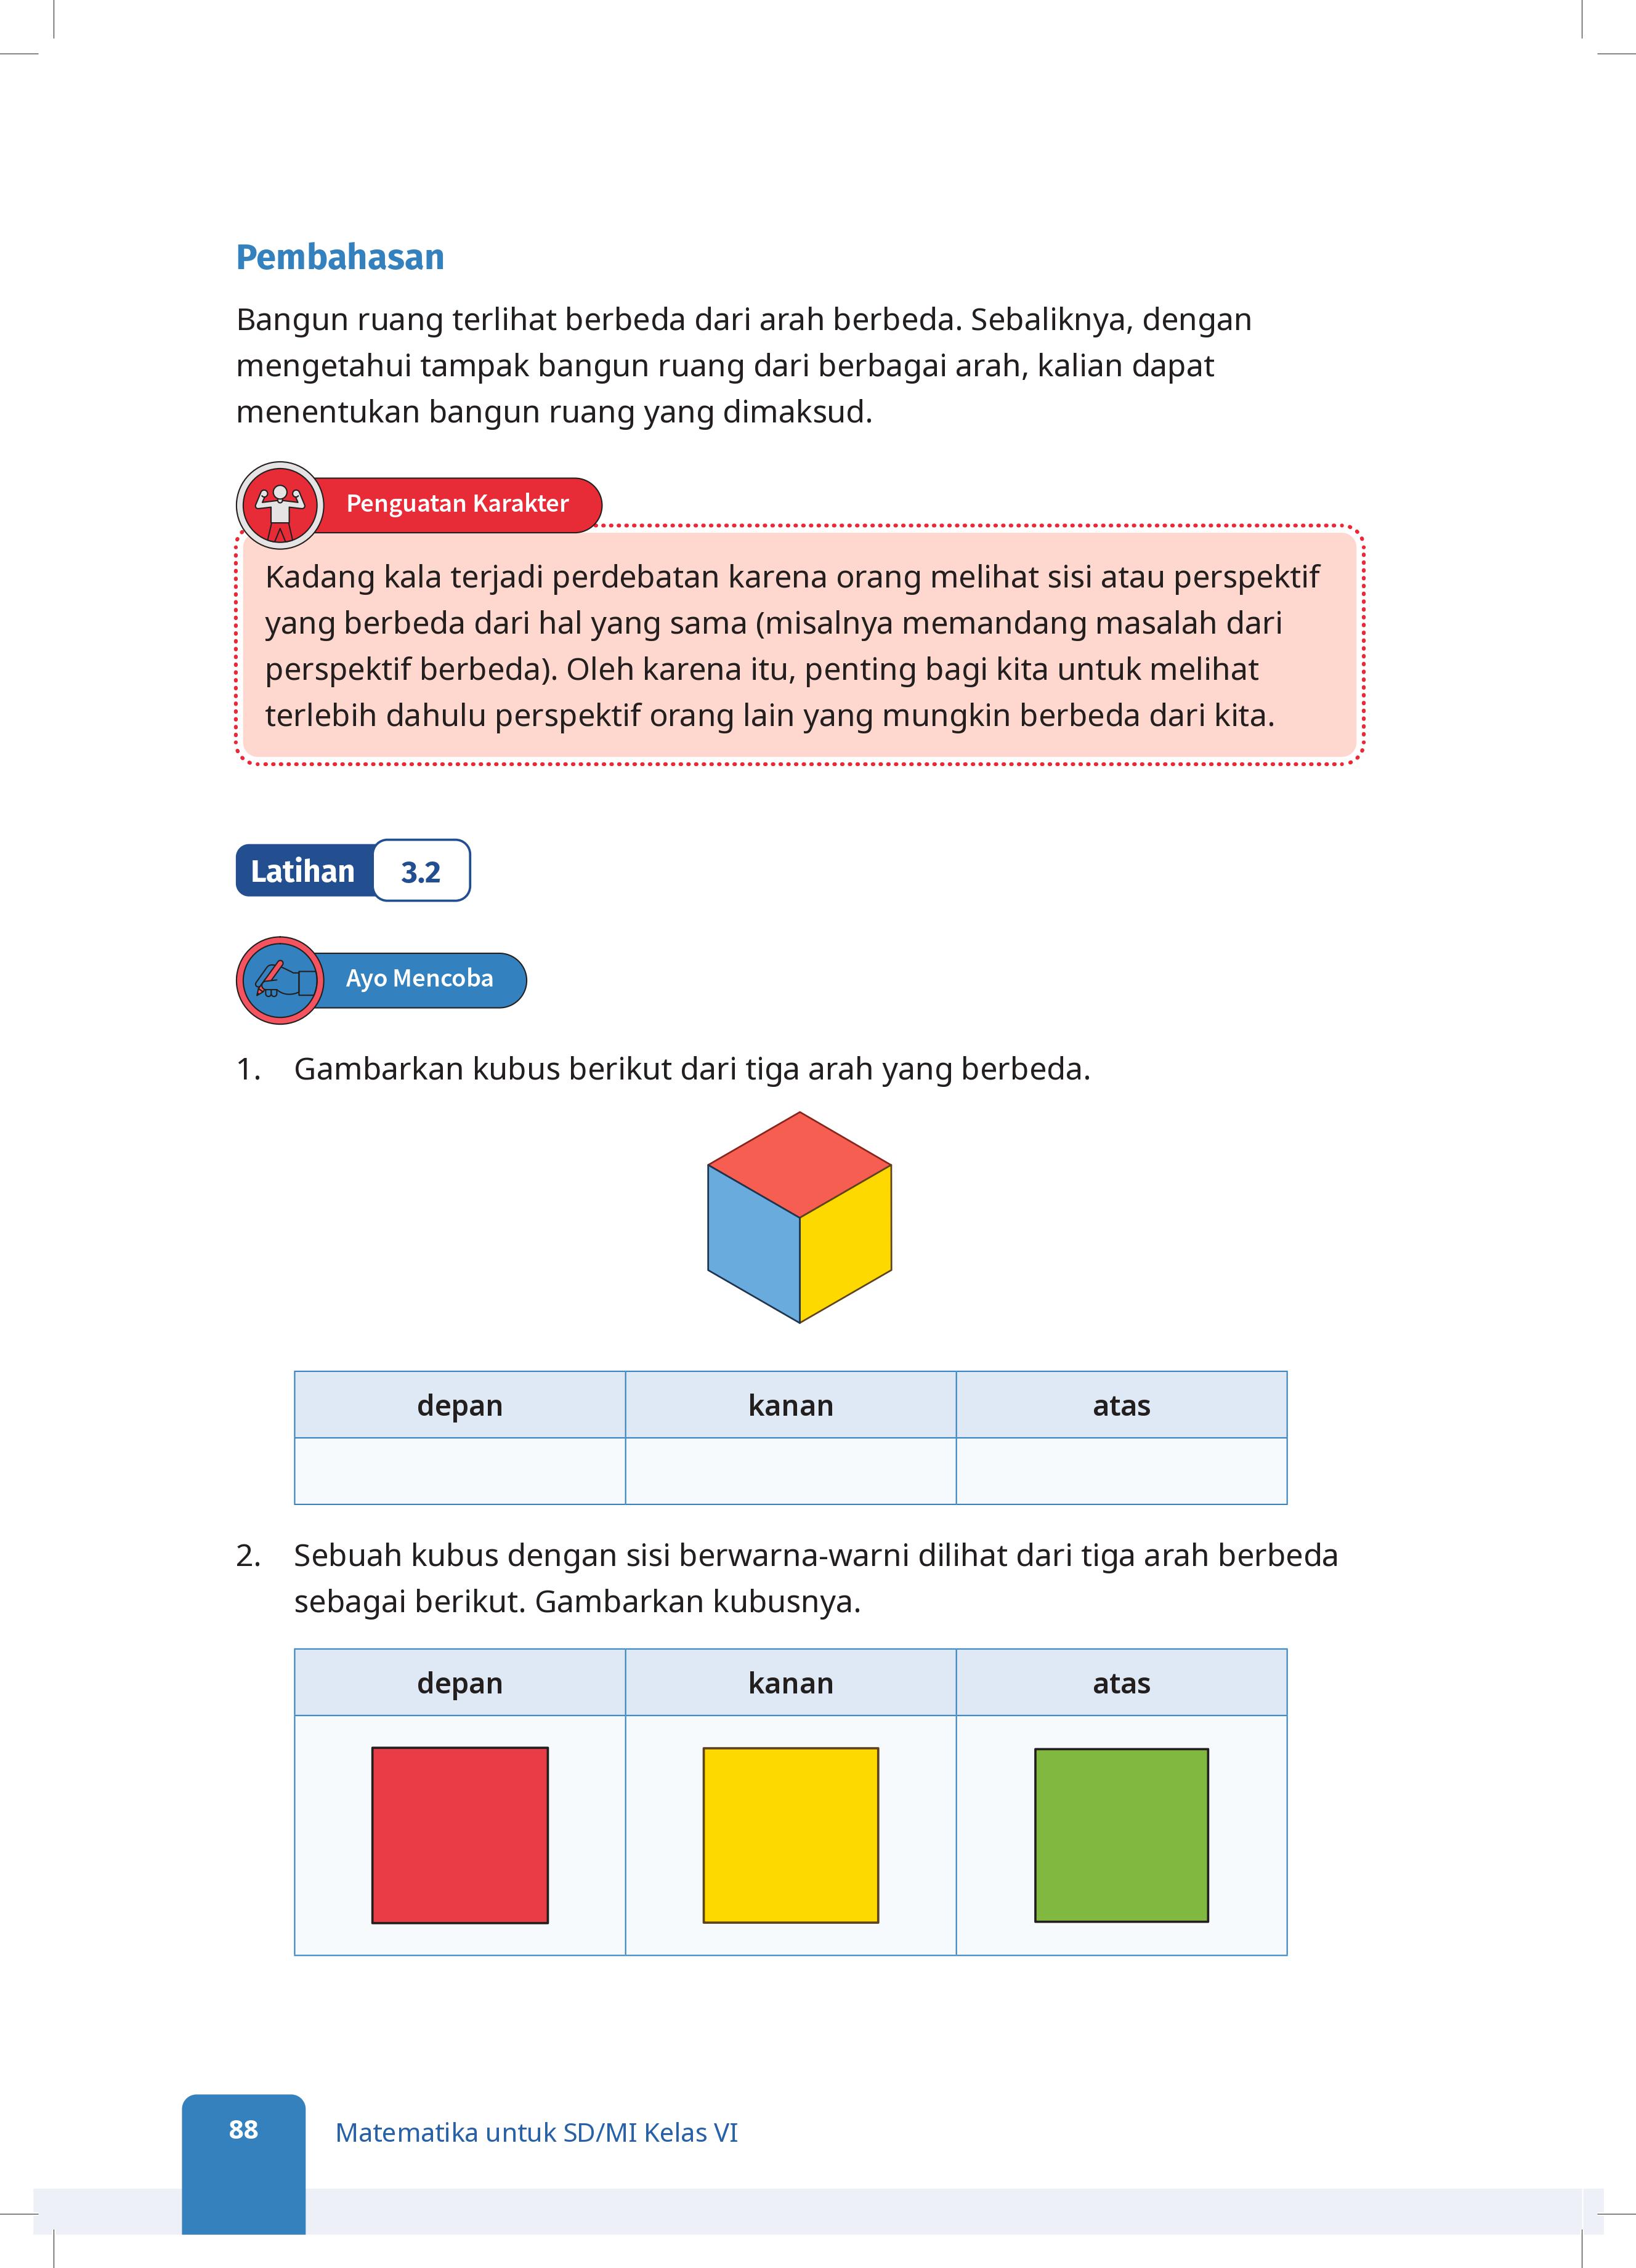 Pembahasan
Bangun ruang terlihat berbeda dari arah berbeda. Sebaliknya, dengan
mengetahui tampak bangun ruang dari berbagai arah, kalian dapat
menentukan bangun ruang yang dimaksud.
Penguatan Karakter
Kadang kala terjadi perdebatan karena orang melihat sisi atau perspektif
yang berbeda dari hal yang sama (misalnya memandang masalah dari
perspektif berbeda). Oleh karena itu, penting bagi kita untuk melihat
terlebih dahulu perspektif orang lain yang mungkin berbeda dari kita.
Latihan 3.2
Ayo Mencoba
1. Gambarkan kubus berikut dari tiga arah yang berbeda.
depan kanan atas
2. Sebuah kubus dengan sisi berwarna-warni dilihat dari tiga arah berbeda
sebagai berikut. Gambarkan kubusnya.
depan kanan atas
88 Matematika untuk SD/MI Kelas VI